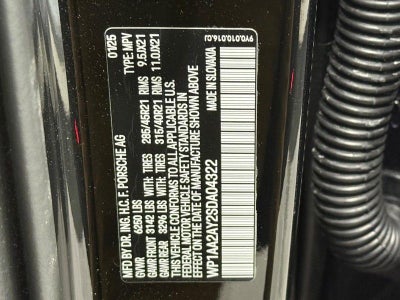 MFD BY DR. ING. H.C. F. PORSCHE AG 01/25
GVWR 6250 LBS TYPE: MPV
GAWR FRONT 3142 LBS WITH TIRES 285/45R21 RIMS 9.5JX21
GAWR REAR 3296 LBS WITH TIRES 315/40R21 RIMS 11.0JX21
THIS VEHICLE CONFORMS TO ALL APPLICABLE U.S.
FEDERAL MOTOR VEHICLE SAFETY STANDARDS IN
EFFECT ON THE DATE OF MANUFACTURE SHOWN ABOVE.
WP1AA2AY2SDA04322 MADE IN SLOVAKIA